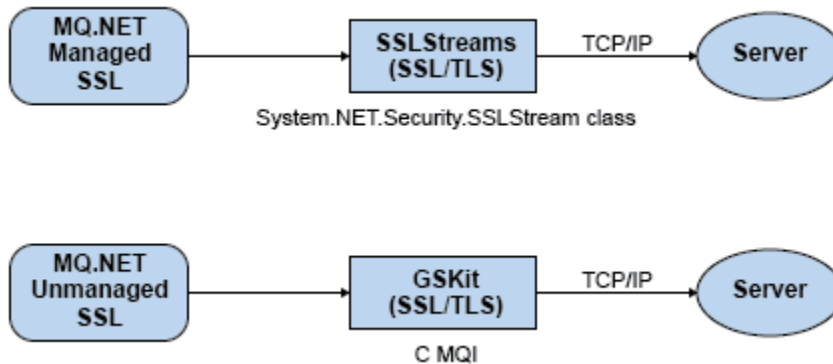 MQ.NET
Managed
SSL
SSLStreams
(SSL/TLS)
TCP/IP
Server
System.NET.Security.SSLStream class
MQ.NET
Unmanaged
SSL
GSKit
(SSL/TLS)
TCP/IP
Server
C MQI